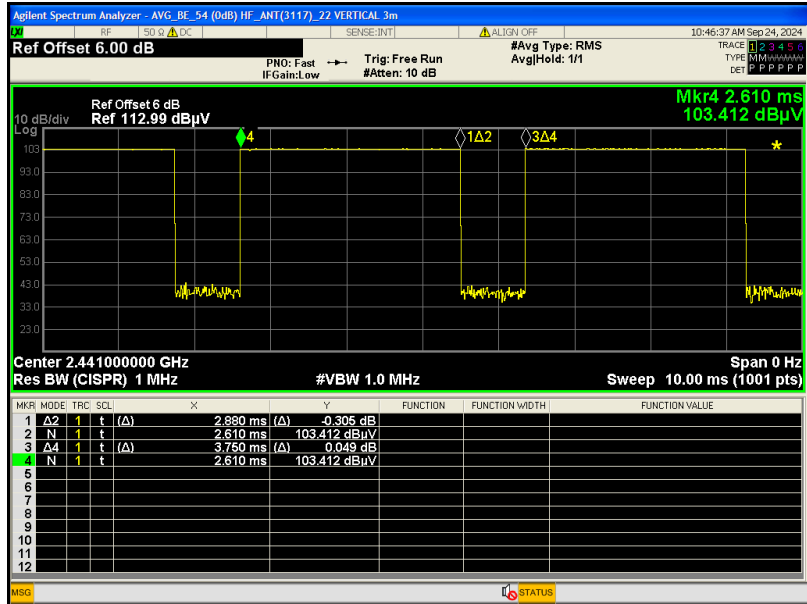 Agilent Spectrum Analyzer - AVG_BE_54 (0dB) HF_ANT(3117)_22 VERTICAL 3m
RF 50 Ω DC SENSE:INT ALIGN OFF 10:46:37 AM Sep 24, 2024
Ref Offset 6.00 dB
PNO: Fast
IFGain:Low
Trig: Free Run
#Atten: 10 dB
#Avg Type: RMS
Avg|Hold: 1/1
TRACE 1 2 3 4 5 6
TYPE MMWWWW
DET P P P P P P
Mkr4 2.610 ms
103.412 dBµV
Ref Offset 6 dB
10 dB/div Ref 112.99 dBµV
Log
4 1Δ2 3Δ4
103
93.0
83.0
73.0
63.0
53.0
43.0
33.0
23.0
Center 2.441000000 GHz Span 0 Hz
Res BW (CISPR) 1 MHz #VBW 1.0 MHz Sweep 10.00 ms (1001 pts)
MKR MODE TRC SCL X Y FUNCTION FUNCTION WIDTH FUNCTION VALUE
1 Δ2 1 t (Δ) 2.880 ms (Δ) -0.305 dB
2 N 1 t 2.610 ms 103.412 dBµV
3 Δ4 1 t (Δ) 3.750 ms (Δ) 0.049 dB
4 N 1 t 2.610 ms 103.412 dBµV
5
6
7
8
9
10
11
12
MSG STATUS